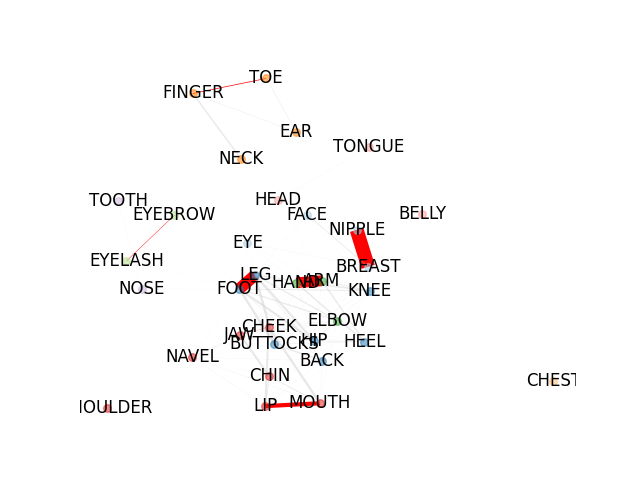 TOE
FINGER
EAR
TONGUE
NECK
HEAD
TOOTH
EYEBROW
FACE
BELLY
NIPPLE
EYE
EYELASH
BREAST
LEG
HAND
ARM
NOSE
FOOT
KNEE
ELBOW
CHEEK
JAW
BUTTOCKS
HIP
HEEL
NAVEL
BACK
CHIN
CHEST
LIP
MOUTH
HOULDER